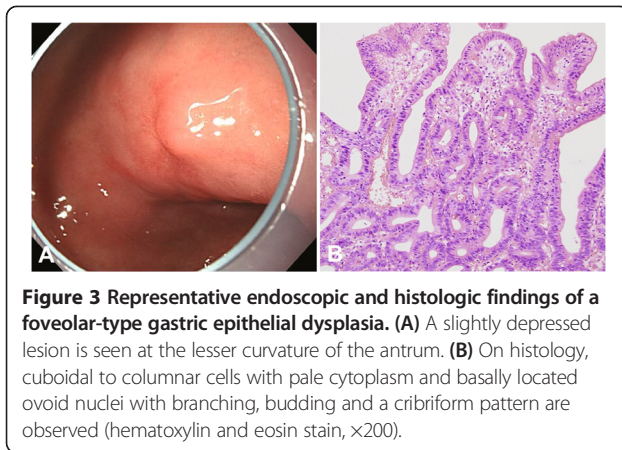 A
B
Figure 3 Representative endoscopic and histologic findings of a
foveolar-type gastric epithelial dysplasia. (A) A slightly depressed
lesion is seen at the lesser curvature of the antrum. (B) On histology,
cuboidal to columnar cells with pale cytoplasm and basally located
ovoid nuclei with branching, budding and a cribriform pattern are
observed (hematoxylin and eosin stain, ×200).